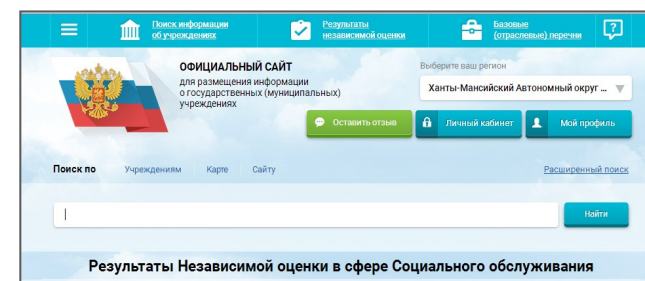 Поиск информации
об учреждениях
Результаты
независимой оценки
Базовые
(отраслевые) перечни
?
ОФИЦИАЛЬНЫЙ САЙТ
для размещения информации
о государственных (муниципальных)
учреждениях
Выберите ваш регион
Ханты-Мансийский Автономный округ ...
Оставить отзыв
Личный кабинет
Мой профиль
Поиск по Учреждениям Карте Сайту Расширенный поиск
Найти
Результаты Независимой оценки в сфере Социального обслуживания